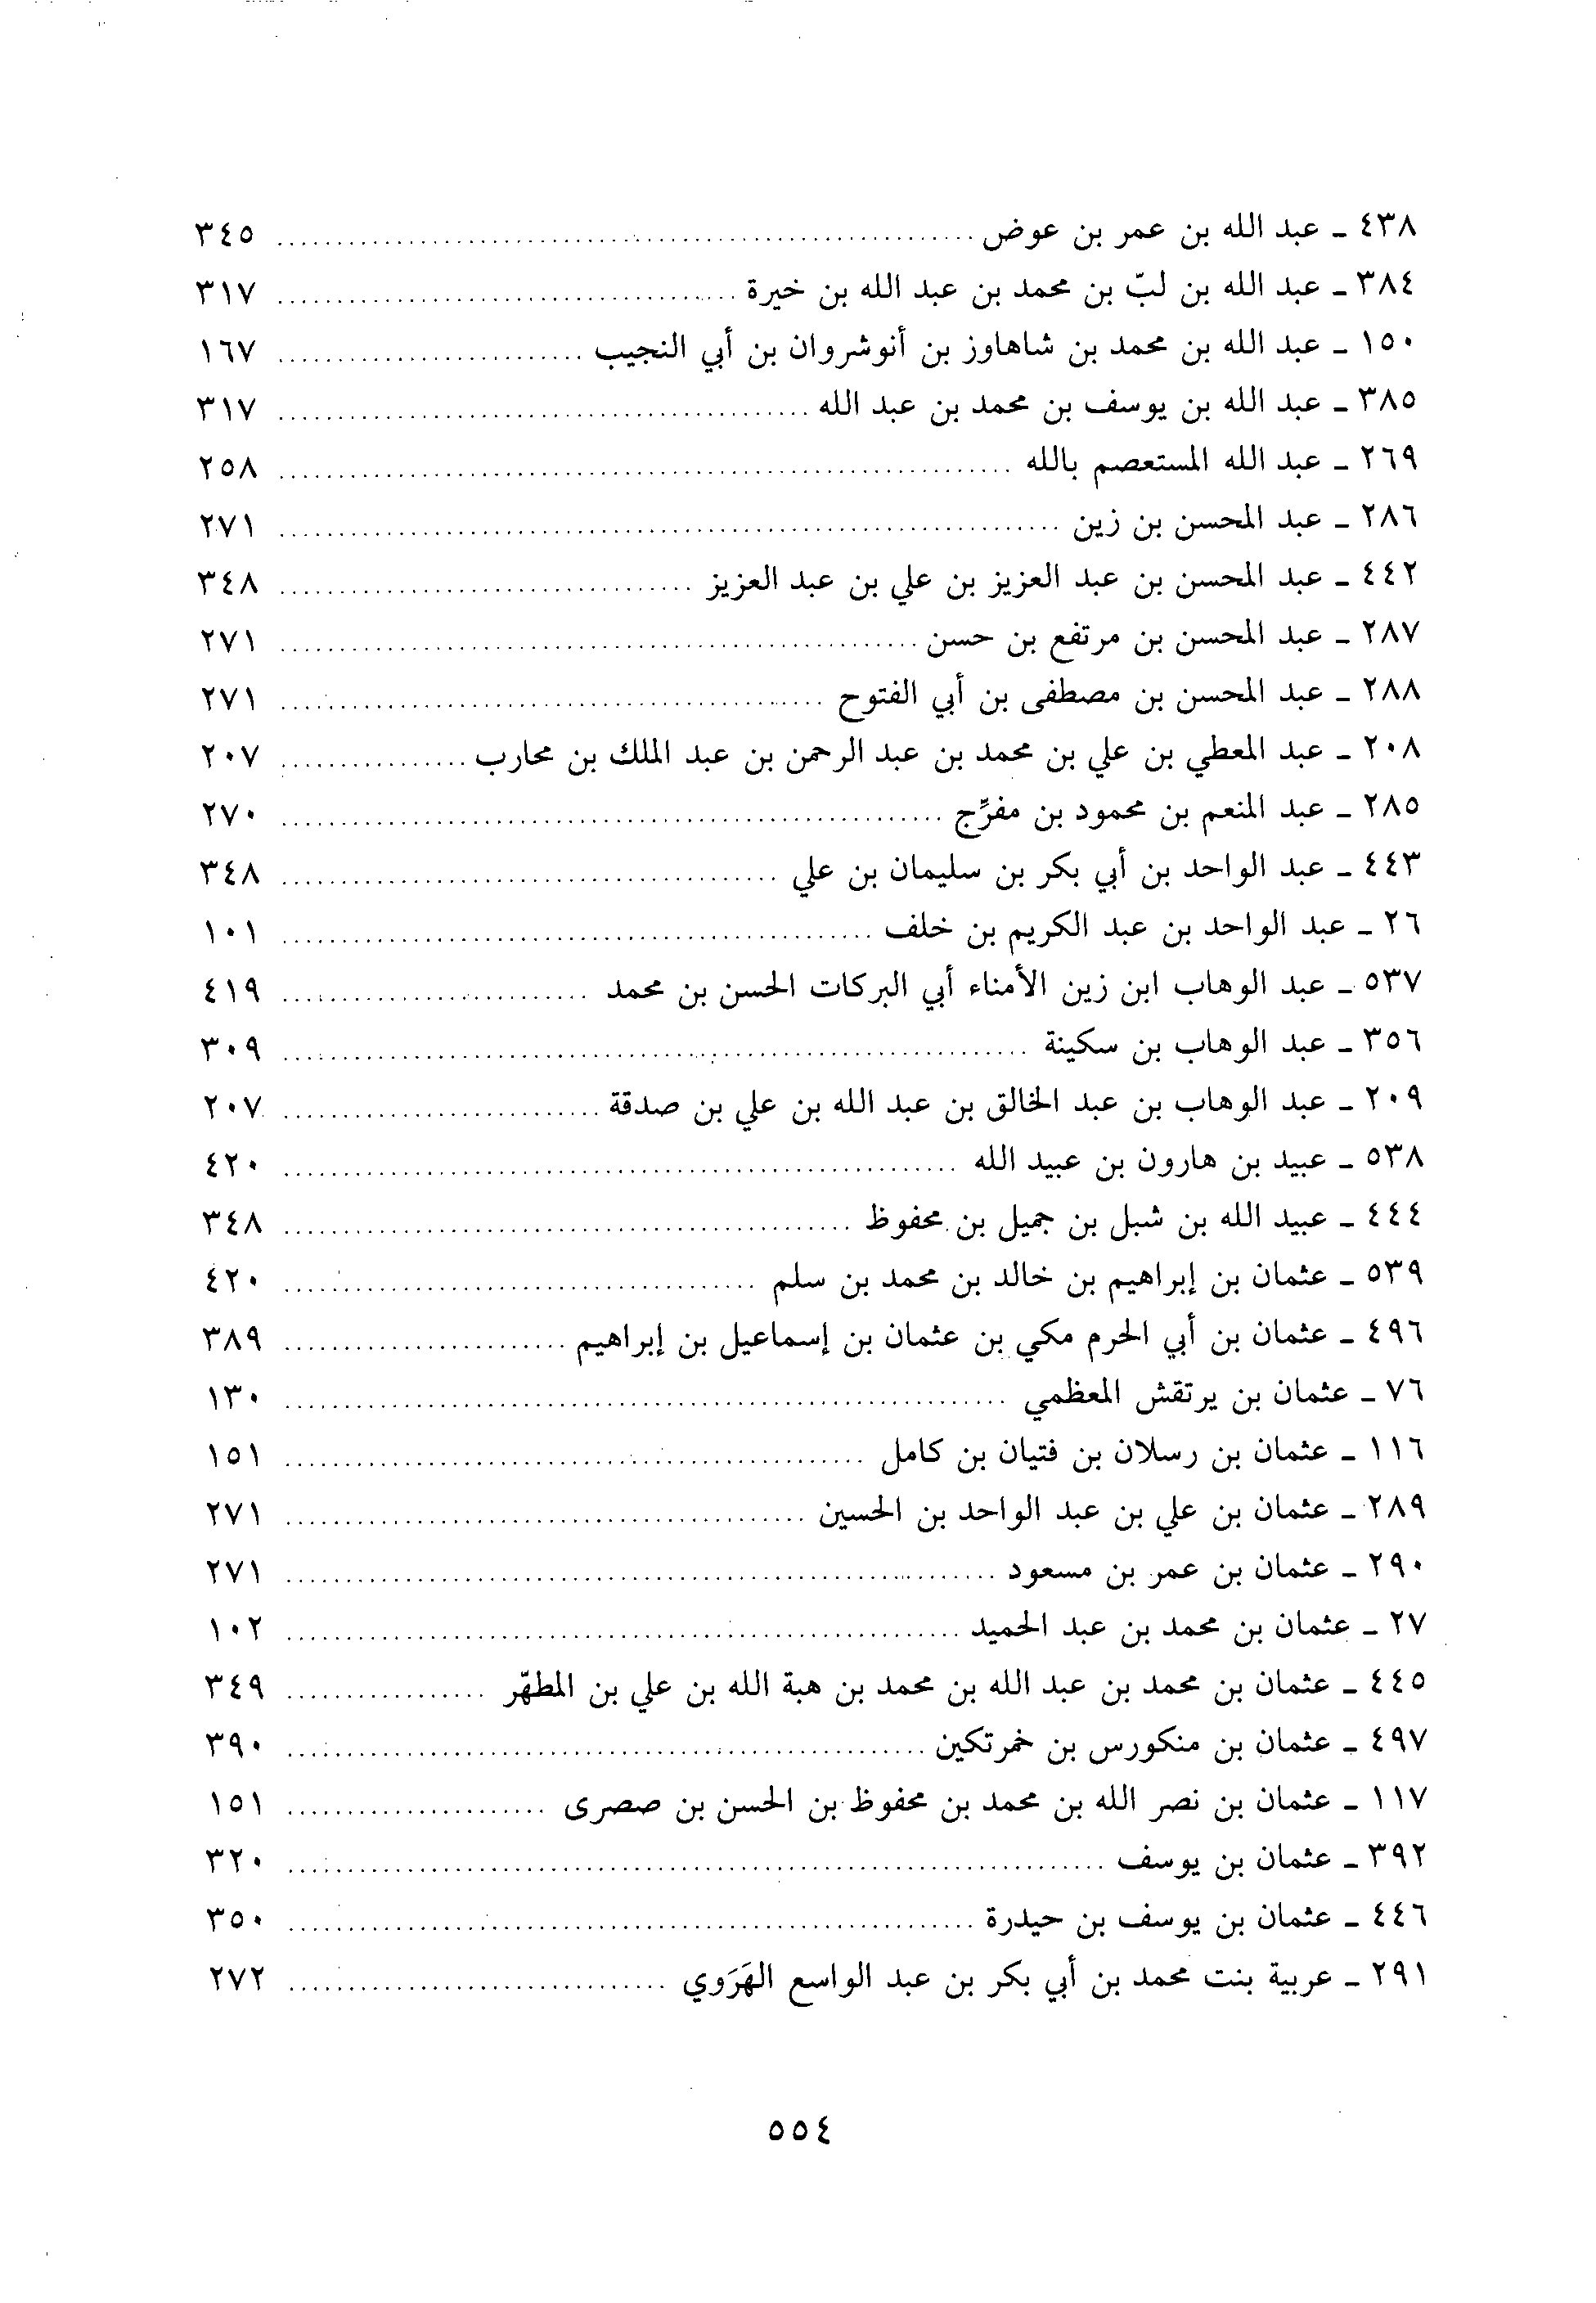 ٤٣٨ ـ عبد الله بن عمر بن عوض ........ ٣٤٥
٣٨٤ ـ عبد الله بن لبّ بن محمد بن عبد الله بن خيرة ........ ٣١٧
١٥٠ ـ عبد الله بن محمد بن شاهاوز بن أنوشروان بن أبي النجيب ........ ١٦٧
٣٨٥ ـ عبد الله بن يوسف بن محمد بن عبد الله ........ ٣١٧
٢٦٩ ـ عبد الله المستعصم بالله ........ ٢٥٨
٢٨٦ ـ عبد المحسن بن زين ........ ٢٧١
٤٤٢ ـ عبد المحسن بن عبد العزيز بن علي بن عبد العزيز ........ ٣٤٨
٢٨٧ ـ عبد المحسن بن مرتفع بن حسن ........ ٢٧١
٢٨٨ ـ عبد المحسن بن مصطفى بن أبي الفتوح ........ ٢٧١
٢٠٨ ـ عبد المعطي بن علي بن محمد بن عبد الرحمن بن عبد الملك بن محارب ........ ٢٠٧
٢٨٥ ـ عبد المنعم بن محمود بن مفرِّج ........ ٢٧٠
٤٤٣ ـ عبد الواحد بن أبي بكر بن سليمان بن علي ........ ٣٤٨
٢٦ ـ عبد الواحد بن عبد الكريم بن خلف ........ ١٠١
٥٣٧ ـ عبد الوهاب ابن زين الأمناء أبي البركات الحسن بن محمد ........ ٤١٩
٣٥٦ ـ عبد الوهاب بن سكينة ........ ٣٠٩
٢٠٩ ـ عبد الوهاب بن عبد الخالق بن عبد الله بن علي بن صدقة ........ ٢٠٧
٥٣٨ ـ عبيد بن هارون بن عبيد الله ........ ٤٢٠
٤٤٤ ـ عبيد الله بن شبل بن جميل بن محفوظ ........ ٣٤٨
٥٣٩ ـ عثمان بن إبراهيم بن خالد بن محمد بن سلم ........ ٤٢٠
٤٩٦ ـ عثمان بن أبي الحرم مكي بن عثمان بن إسماعيل بن إبراهيم ........ ٣٨٩
٧٦ ـ عثمان بن يرتقش المعظمي ........ ١٣٠
١١٦ ـ عثمان بن رسلان بن فتيان بن كامل ........ ١٥١
٢٨٩ ـ عثمان بن علي بن عبد الواحد بن الحسين ........ ٢٧١
٢٩٠ ـ عثمان بن عمر بن مسعود ........ ٢٧١
٢٧ ـ عثمان بن محمد بن عبد الحميد ........ ١٠٢
٤٤٥ ـ عثمان بن محمد بن عبد الله بن محمد بن هبة الله بن علي بن المطهّر ........ ٣٤٩
٤٩٧ ـ عثمان بن منكورس بن خمرتكين ........ ٣٩٠
١١٧ ـ عثمان بن نصر الله بن محمد بن محفوظ بن الحسن بن صصرى ........ ١٥١
٣٩٢ ـ عثمان بن يوسف ........ ٣٢٠
٤٤٦ ـ عثمان بن يوسف بن حيدرة ........ ٣٥٠
٢٩١ ـ عربية بنت محمد بن أبي بكر بن عبد الواسع الهَرَوي ........ ٢٧٢
٥٥٤